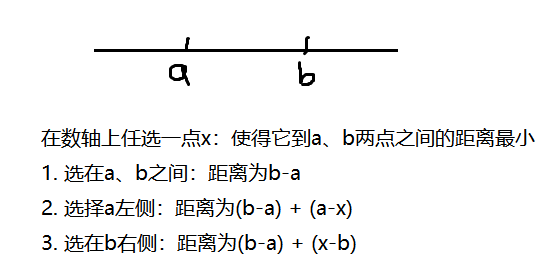 a b
在数轴上任选一点x：使得它到a、b两点之间的距离最小
1. 选在a、b之间：距离为b-a
2. 选择a左侧：距离为(b-a) + (a-x)
3. 选在b右侧：距离为(b-a) + (x-b)